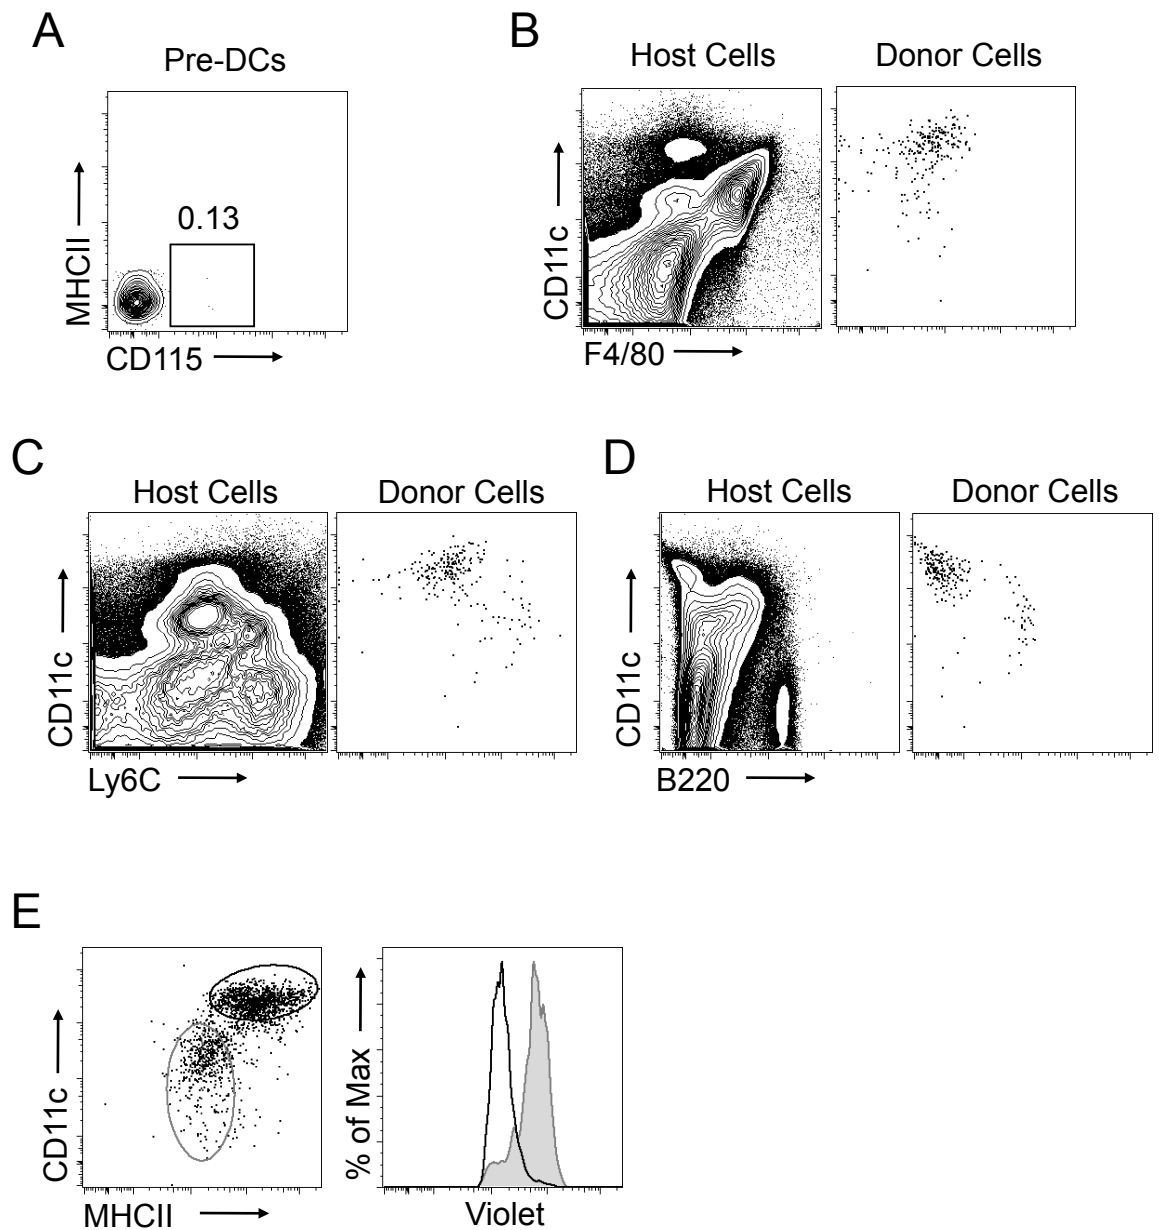 A
Pre-DCs
0.13
MHCII
CD115
B
Host Cells
Donor Cells
CD11c
F4/80
C
Host Cells
Donor Cells
CD11c
Ly6C
D
Host Cells
Donor Cells
CD11c
B220
E
CD11c
MHCII
% of Max
Violet